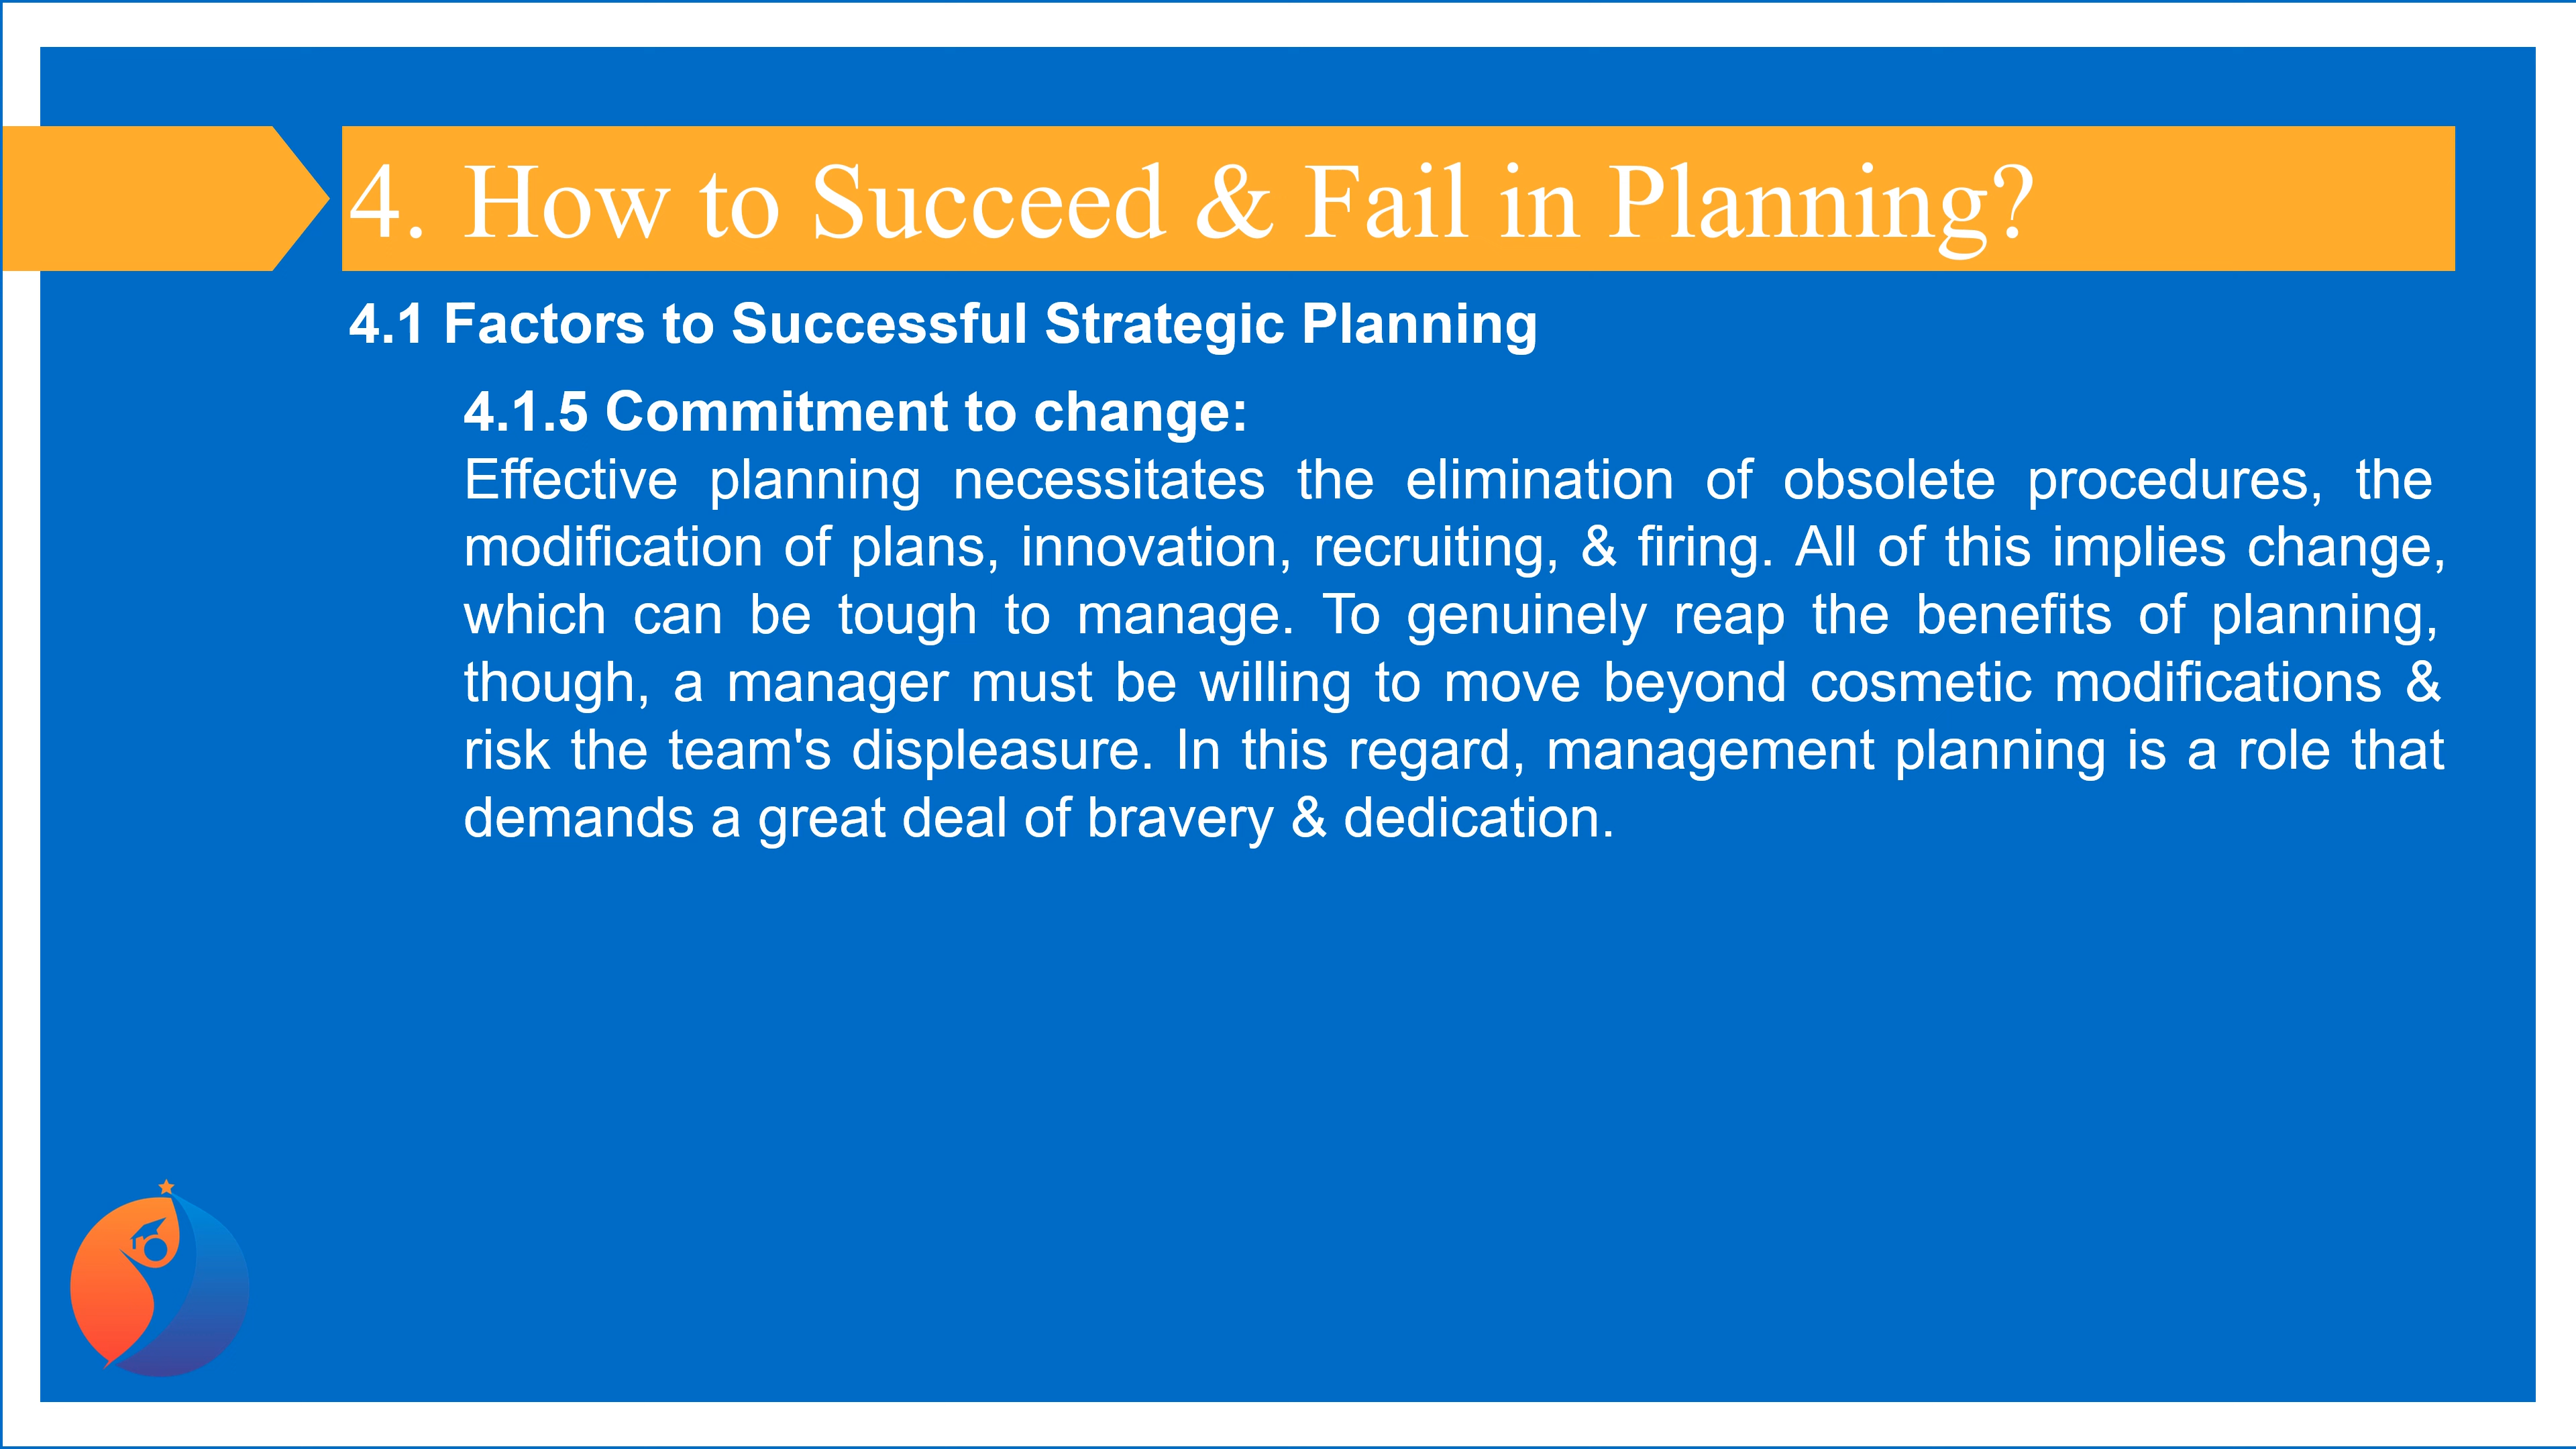 4. How to Succeed & Fail in Planning?
4.1 Factors to Successful Strategic Planning
4.1.5 Commitment to change:
Effective planning necessitates the elimination of obsolete procedures, the
modification of plans, innovation, recruiting, & firing. All of this implies change,
which can be tough to manage. To genuinely reap the benefits of planning,
though, a manager must be willing to move beyond cosmetic modifications &
risk the team's displeasure. In this regard, management planning is a role that
demands a great deal of bravery & dedication.